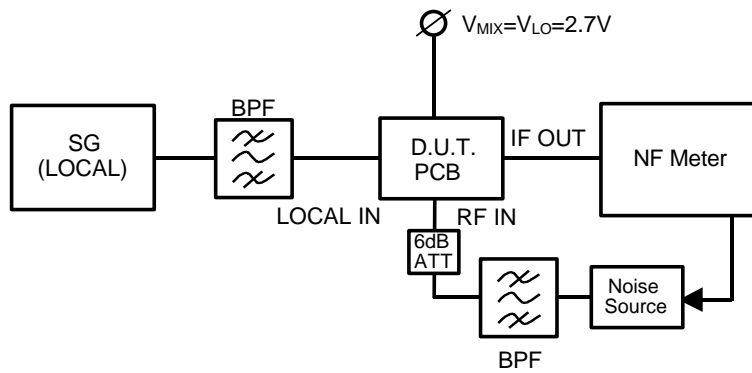 VMIX=VLO=2.7V
BPF
SG
(LOCAL)
D.U.T.
PCB
IF OUT
NF Meter
LOCAL IN
RF IN
6dB
ATT
Noise
Source
BPF